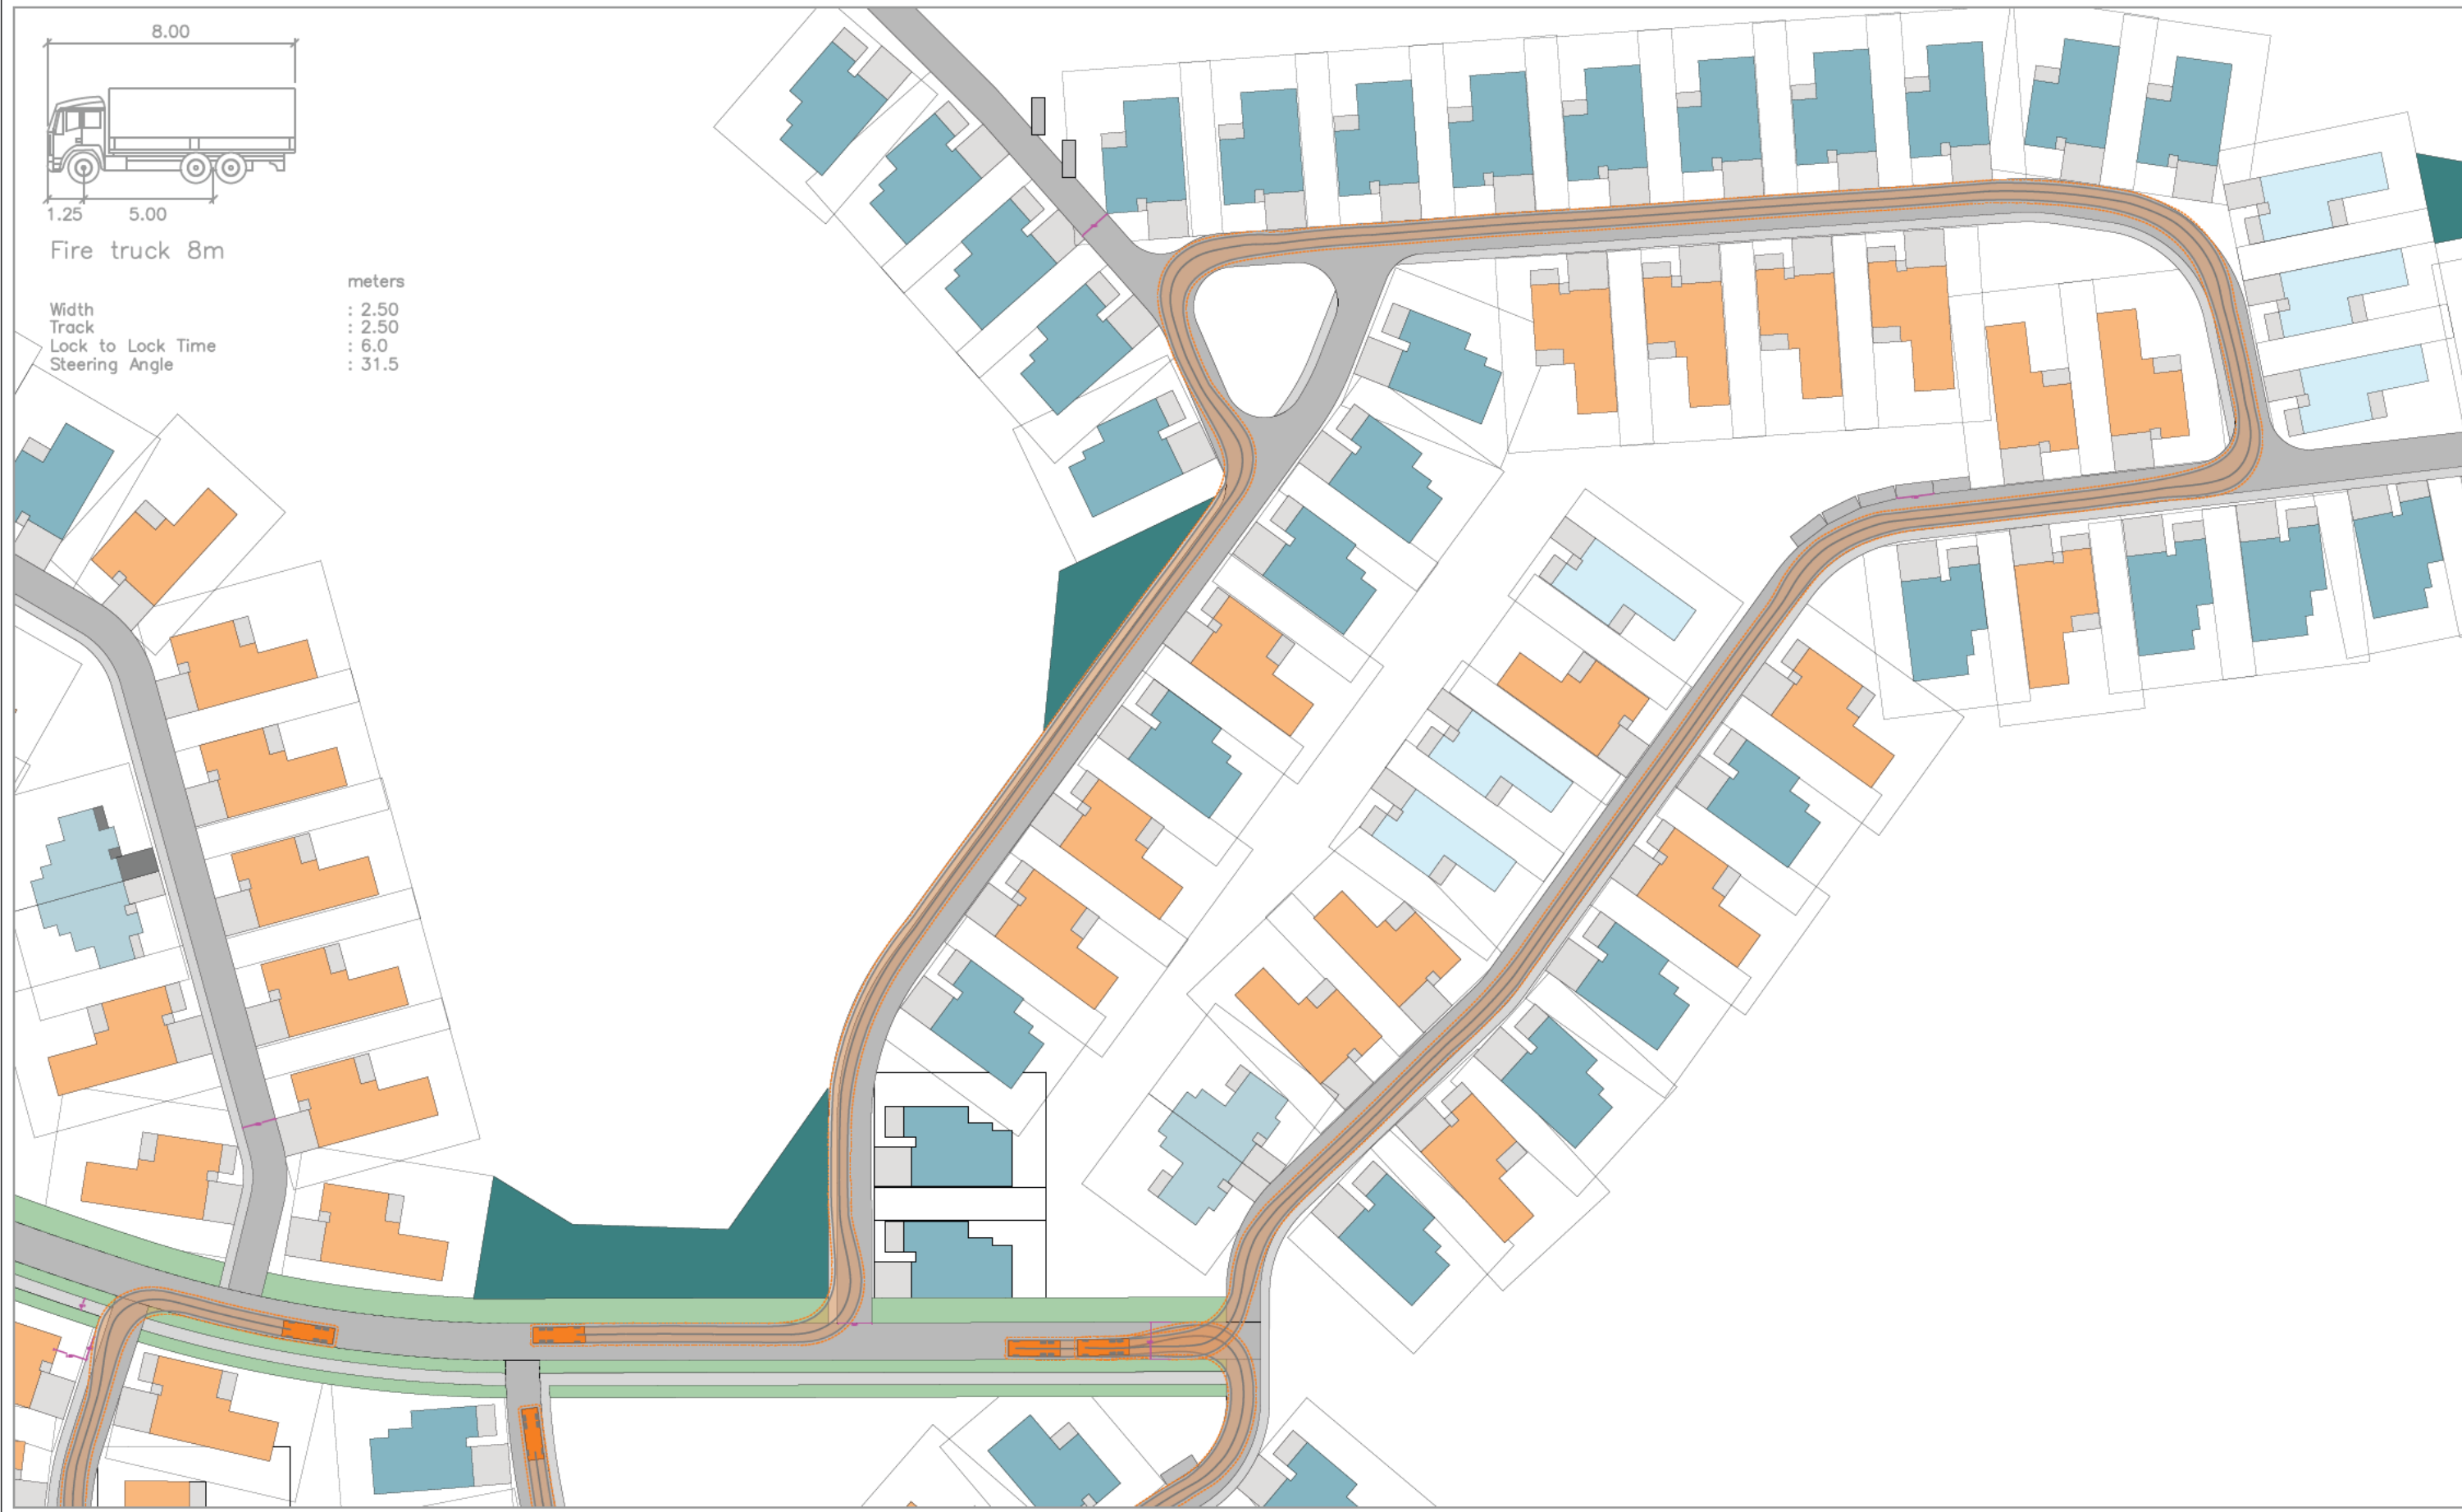 8.00
1.25 5.00
Fire truck 8m
meters
Width : 2.50
Track : 2.50
Lock to Lock Time : 6.0
Steering Angle : 31.5